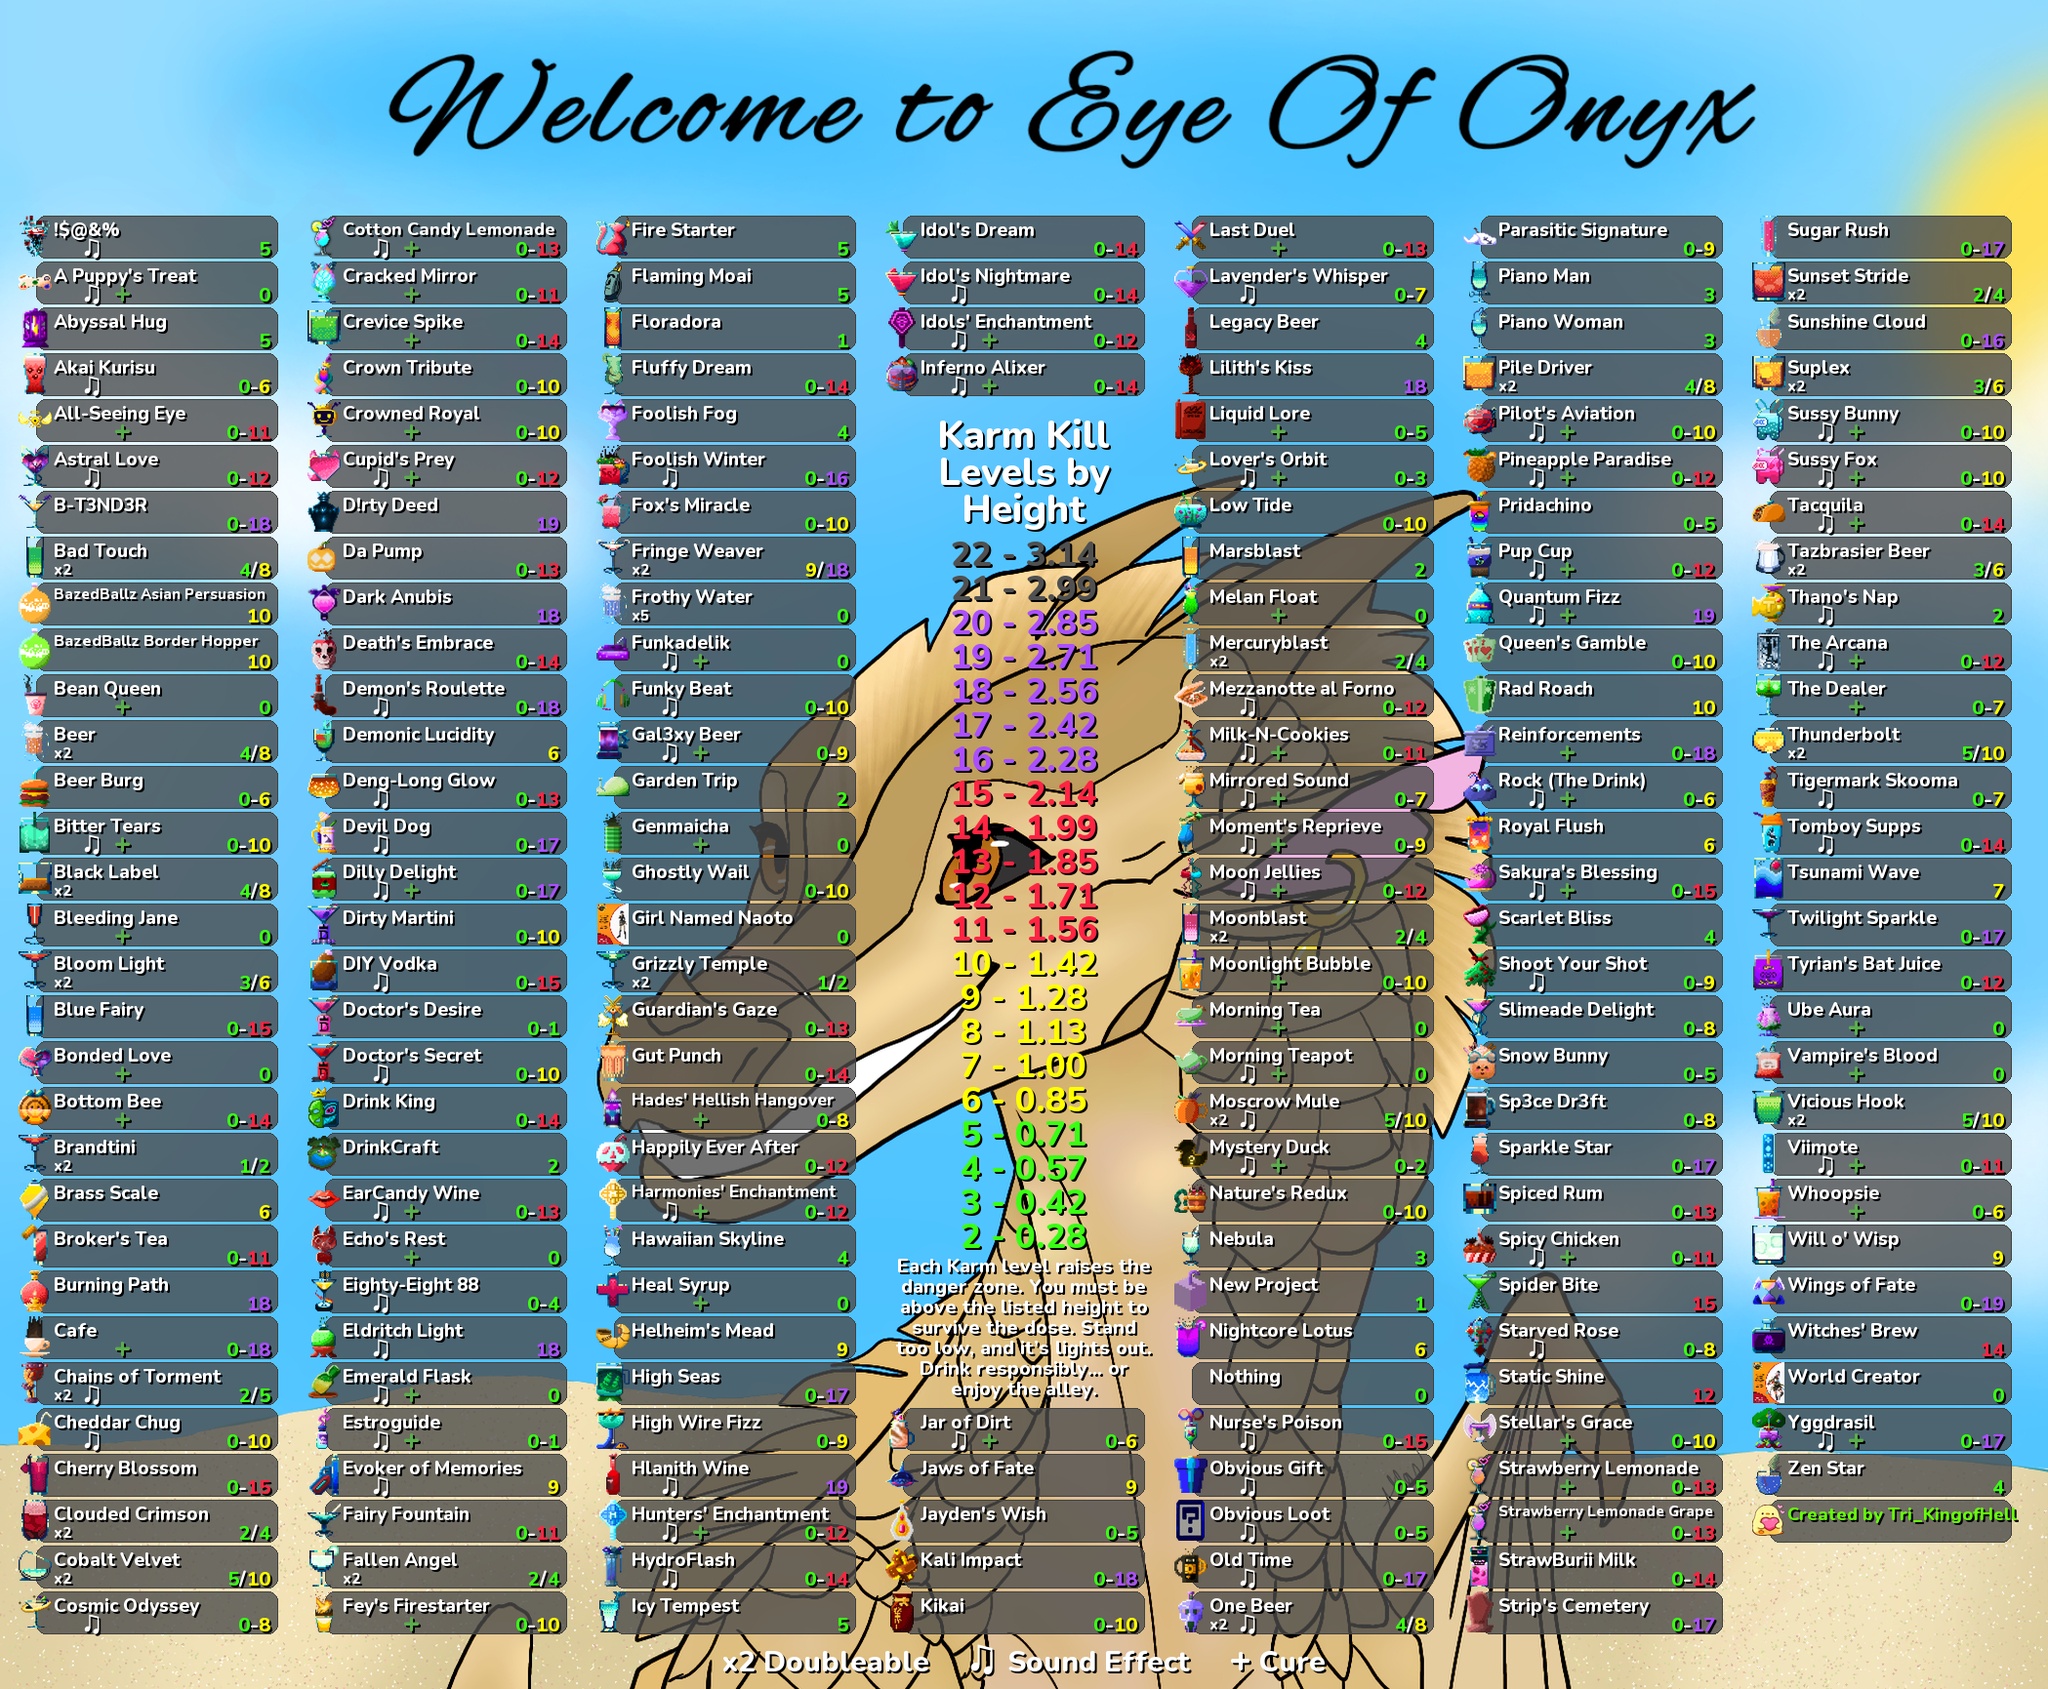 Welcome to Eye Of Onyx
!$@&%
♫ 5
A Puppy's Treat
♫ + 0
Abyssal Hug
5
Akai Kurisu
♫ 0-6
All-Seeing Eye
+ 0-11
Astral Love
♫ 0-12
B-T3ND3R
0-18
Bad Touch
x2 4/8
BazedBallz Asian Persuasion
10
BazedBallz Border Hopper
10
Bean Queen
+ 0
Beer
x2 4/8
Beer Burg
0-6
Bitter Tears
♫ + 0-10
Black Label
x2 4/8
Bleeding Jane
+ 0
Bloom Light
x2 3/6
Blue Fairy
0-15
Bonded Love
+ 0
Bottom Bee
+ 0-14
Brandtini
x2 1/2
Brass Scale
6
Broker's Tea
0-11
Burning Path
18
Cafe
+ 0-18
Chains of Torment
x2 ♫ 2/5
Cheddar Chug
♫ 0-10
Cherry Blossom
0-15
Clouded Crimson
x2 2/4
Cobalt Velvet
x2 5/10
Cosmic Odyssey
♫ 0-8
Cotton Candy Lemonade
♫ + 0-13
Cracked Mirror
+ 0-11
Crevice Spike
+ 0-14
Crown Tribute
0-10
Crowned Royal
+ 0-10
Cupid's Prey
♫ + 0-12
D!rty Deed
19
Da Pump
0-13
Dark Anubis
18
Death's Embrace
0-14
Demon's Roulette
♫ 0-18
Demonic Lucidity
6
Deng-Long Glow
♫ 0-13
Devil Dog
♫ 0-17
Dilly Delight
♫ + 0-17
Dirty Martini
0-10
DIY Vodka
♫ 0-15
Doctor's Desire
0-1
Doctor's Secret
♫ 0-10
Drink King
0-14
DrinkCraft
2
EarCandy Wine
♫ + 0-13
Echo's Rest
+ 0
Eighty-Eight 88
♫ 0-4
Eldritch Light
♫ 18
Emerald Flask
+ 0
Estroguide
♫ + 0-1
Evoker of Memories
♫ 9
Fairy Fountain
0-11
Fallen Angel
x2 2/4
Fey's Firestarter
+ 0-10
Fire Starter
5
Flaming Moai
5
Floradora
1
Fluffy Dream
0-14
Foolish Fog
4
Foolish Winter
♫ 0-16
Fox's Miracle
0-10
Fringe Weaver
x2 9/18
Frothy Water
x5 0
Funkadelik
♫ + 0
Funky Beat
♫ 0-10
Gal3xy Beer
♫ + 0-9
Garden Trip
2
Genmaicha
+ 0
Ghostly Wail
0-10
Girl Named Naoto
0
Grizzly Temple
x2 1/2
Guardian's Gaze
0-13
Gut Punch
0-14
Hades' Hellish Hangover
+ 0-8
Happily Ever After
0-12
Harmonies' Enchantment
♫ + 0-12
Hawaiian Skyline
4
Heal Syrup
+ 0
Helheim's Mead
9
High Seas
0-17
High Wire Fizz
0-9
Hlanith Wine
♫ 19
Hunters' Enchantment
♫ + 0-12
HydroFlash
♫ 0-14
Icy Tempest
5
Idol's Dream
0-14
Idol's Nightmare
♫ 0-14
Idols' Enchantment
♫ + 0-12
Inferno Alixer
♫ + 0-14
Karm Kill
Levels by
Height
22 - 3.14
21 - 2.99
20 - 2.85
19 - 2.71
18 - 2.56
17 - 2.42
16 - 2.28
15 - 2.14
14 - 1.99
13 - 1.85
12 - 1.71
11 - 1.56
10 - 1.42
9 - 1.28
8 - 1.13
7 - 1.00
6 - 0.85
5 - 0.71
4 - 0.57
3 - 0.42
2 - 0.28
Each Karm level raises the
danger zone. You must be
above the listed height to
survive the dose. Stand
too low, and it's lights out.
Drink responsibly... or
enjoy the alley.
Jar of Dirt
♫ + 0-6
Jaws of Fate
9
Jayden's Wish
0-5
Kali Impact
0-18
Kikai
0-10
Last Duel
+ 0-13
Lavender's Whisper
♫ 0-7
Legacy Beer
4
Lilith's Kiss
18
Liquid Lore
+ 0-5
Lover's Orbit
♫ + 0-3
Low Tide
0-10
Marsblast
2
Melan Float
+ 0
Mercuryblast
x2 2/4
Mezzanotte al Forno
♫ 0-12
Milk-N-Cookies
♫ + 0-11
Mirrored Sound
♫ + 0-7
Moment's Reprieve
♫ + 0-9
Moon Jellies
♫ + 0-12
Moonblast
x2 2/4
Moonlight Bubble
+ 0-10
Morning Tea
+ 0
Morning Teapot
♫ + 0
Moscrow Mule
x2 ♫ 5/10
Mystery Duck
♫ + 0-2
Nature's Redux
0-10
Nebula
3
New Project
1
Nightcore Lotus
6
Nothing
0
Nurse's Poison
♫ 0-15
Obvious Gift
♫ 0-5
Obvious Loot
♫ 0-5
Old Time
♫ 0-17
One Beer
x2 ♫ 4/8
Parasitic Signature
0-9
Piano Man
3
Piano Woman
3
Pile Driver
x2 4/8
Pilot's Aviation
♫ + 0-10
Pineapple Paradise
♫ + 0-12
Pridachino
0-5
Pup Cup
♫ + 0-12
Quantum Fizz
♫ + 19
Queen's Gamble
0-10
Rad Roach
10
Reinforcements
+ 0-18
Rock (The Drink)
♫ + 0-6
Royal Flush
6
Sakura's Blessing
♫ + 0-15
Scarlet Bliss
4
Shoot Your Shot
♫ 0-9
Slimeade Delight
0-8
Snow Bunny
0-5
Sp3ce Dr3ft
0-8
Sparkle Star
0-17
Spiced Rum
0-13
Spicy Chicken
♫ + 0-11
Spider Bite
15
Starved Rose
♫ 0-8
Static Shine
12
Stellar's Grace
+ 0-10
Strawberry Lemonade
+ 0-13
Strawberry Lemonade Grape
+ 0-13
StrawBurii Milk
0-14
Strip's Cemetery
0-17
Sugar Rush
0-17
Sunset Stride
x2 2/4
Sunshine Cloud
0-16
Suplex
x2 3/6
Sussy Bunny
♫ + 0-10
Sussy Fox
♫ + 0-10
Tacquila
♫ + 0-14
Tazbrasier Beer
x2 3/6
Thano's Nap
♫ 2
The Arcana
♫ + 0-12
The Dealer
+ 0-7
Thunderbolt
x2 5/10
Tigermark Skooma
♫ 0-7
Tomboy Supps
♫ 0-14
Tsunami Wave
7
Twilight Sparkle
0-17
Tyrian's Bat Juice
0-12
Ube Aura
+ 0
Vampire's Blood
+ 0
Vicious Hook
x2 5/10
Viimote
♫ + 0-11
Whoopsie
+ 0-6
Will o' Wisp
9
Wings of Fate
0-19
Witches' Brew
14
World Creator
0
Yggdrasil
♫ + 0-17
Zen Star
4
Created by Tri_KingofHell
x2 Doubleable ♫ Sound Effect + Cure